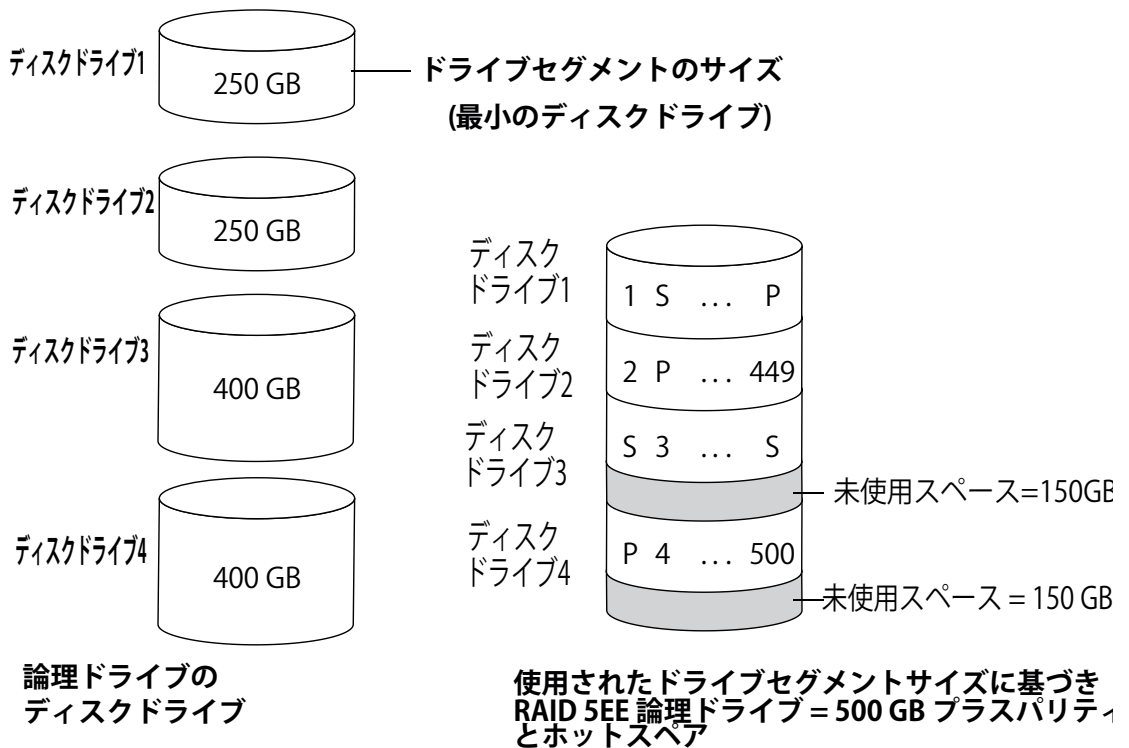 ディスクドライブ1
250 GB
ドライブセグメントのサイズ
(最小のディスクドライブ)
ディスクドライブ2
250 GB
ディスクドライブ3
400 GB
ディスクドライブ4
400 GB
論理ドライブの
ディスクドライブ
ディスク
ドライブ1
1 S ... P
ディスク
ドライブ2
2 P ... 449
ディスク
ドライブ3
S 3 ... S
未使用スペース=150GB
ディスク
ドライブ4
P 4 ... 500
未使用スペース = 150 GB
使用されたドライブセグメントサイズに基づき
RAID 5EE 論理ドライブ = 500 GB プラスパリティ
とホットスペア